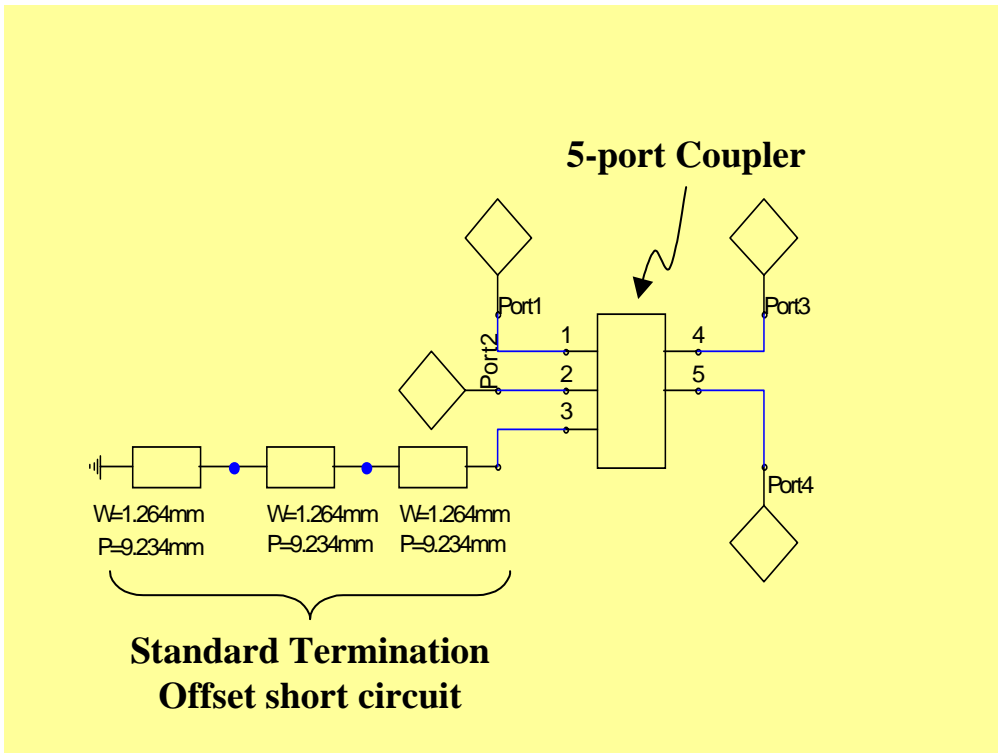 5-port Coupler
Port1
Port3
Port2
1
4
2
5
3
Port4
W=1.264mm
P=9.234mm
W=1.264mm
P=9.234mm
W=1.264mm
P=9.234mm
Standard Termination
Offset short circuit